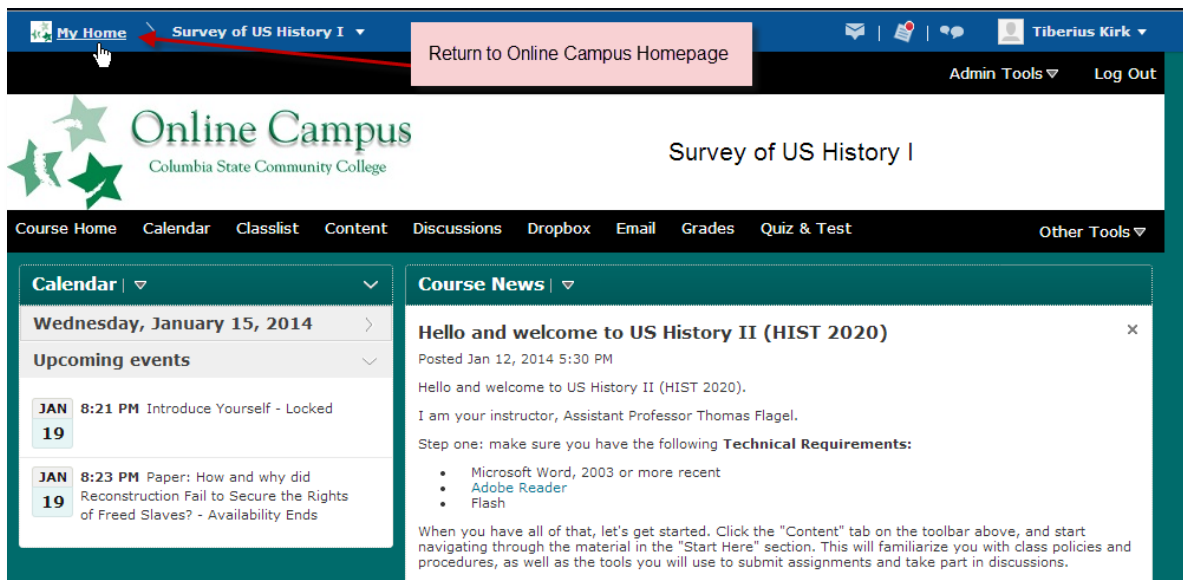 My Home
Survey of US History I
Tiberius Kirk
Return to Online Campus Homepage
Admin Tools
Log Out
Online Campus
Columbia State Community College
Survey of US History I
Course Home Calendar Classlist Content Discussions Dropbox Email Grades Quiz & Test Other Tools
Calendar
Wednesday, January 15, 2014
Upcoming events
JAN 8:21 PM Introduce Yourself - Locked
19
JAN 8:23 PM Paper: How and why did
19 Reconstruction Fail to Secure the Rights
of Freed Slaves? - Availability Ends
Course News
Hello and welcome to US History II (HIST 2020)
Posted Jan 12, 2014 5:30 PM
Hello and welcome to US History II (HIST 2020).
I am your instructor, Assistant Professor Thomas Flagel.
Step one: make sure you have the following Technical Requirements:
• Microsoft Word, 2003 or more recent
• Adobe Reader
• Flash
When you have all of that, let's get started. Click the "Content" tab on the toolbar above, and start
navigating through the material in the "Start Here" section. This will familiarize you with class policies and
procedures, as well as the tools you will use to submit assignments and take part in discussions.